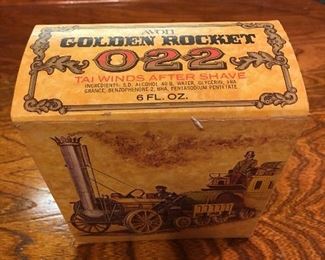 AVON
GOLDEN ROCKET
022
TAI WINDS AFTER SHAVE
INGREDIENTS: S.D. ALCOHOL 40 B, WATER, GLYCERIN, FRA-
GRANCE, BENZOPHENONE-2, BHA, PENTASODIUM PENTETATE
6 FL. OZ.